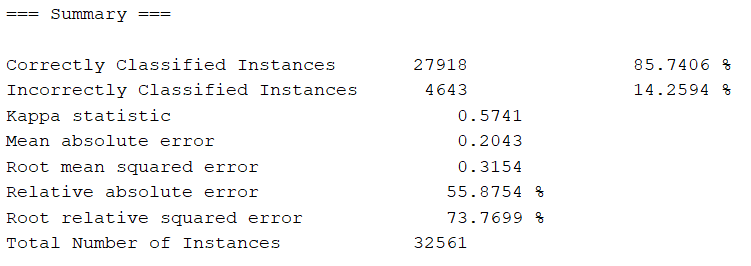 === Summary ===
Correctly Classified Instances 27918 85.7406 %
Incorrectly Classified Instances 4643 14.2594 %
Kappa statistic 0.5741
Mean absolute error 0.2043
Root mean squared error 0.3154
Relative absolute error 55.8754 %
Root relative squared error 73.7699 %
Total Number of Instances 32561